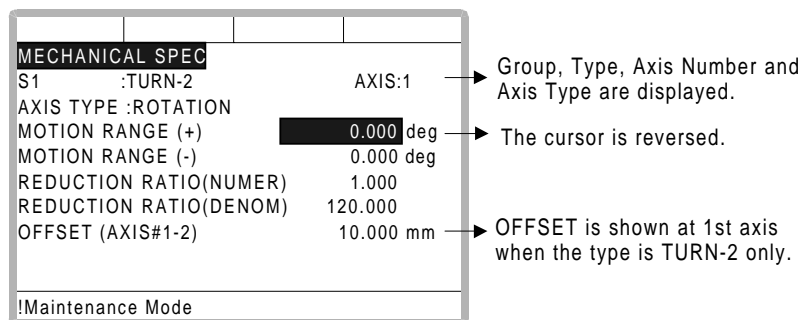 MECHANICAL SPEC
S1 :TURN-2 AXIS:1
AXIS TYPE :ROTATION
MOTION RANGE (+) 0.000 deg
MOTION RANGE (-) 0.000 deg
REDUCTION RATIO(NUMER) 1.000
REDUCTION RATIO(DENOM) 120.000
OFFSET (AXIS#1-2) 10.000 mm
!Maintenance Mode
Group, Type, Axis Number and
Axis Type are displayed.
The cursor is reversed.
OFFSET is shown at 1st axis
when the type is TURN-2 only.